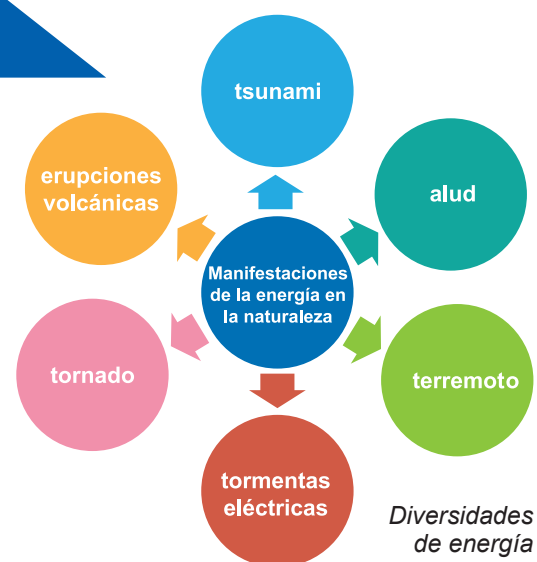 tsunami
erupciones
volcánicas
alud
Manifestaciones
de la energía en
la naturaleza
tornado
terremoto
tormentas
eléctricas
Diversidades
de energía